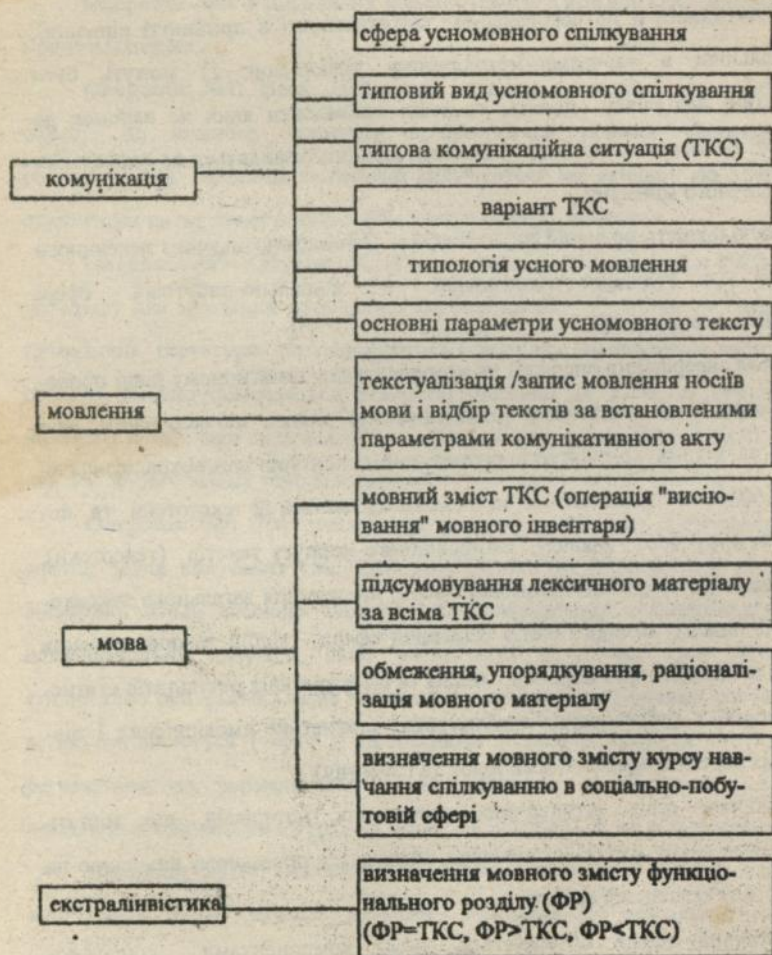 сфера усномовного спілкування
типовий вид усномовного спілкування
типова комунікаційна ситуація (ТКС)
комунікація
варіант ТКС
типологія усного мовлення
основні параметри усномовного тексту
текстуалізація /запис мовлення носіїв
мовлення
мови і відбір текстів за встановленими
параметрами комунікативного акту
мовний зміст ТКС (операція "висію-
вання" мовного інвентаря)
підсумовування лексичного матеріалу
за всіма ТКС
мова
обмеження, упорядкування, раціоналі-
зація мовного матеріалу
визначення мовного змісту курсу нав-
чання спілкуванню в соціально-побу-
товій сфері
визначення мовного змісту функціо-
екстралінвістика
нального розділу (ФР)
(ФР=ТКС, ФР>ТКС, ФР<ТКС)